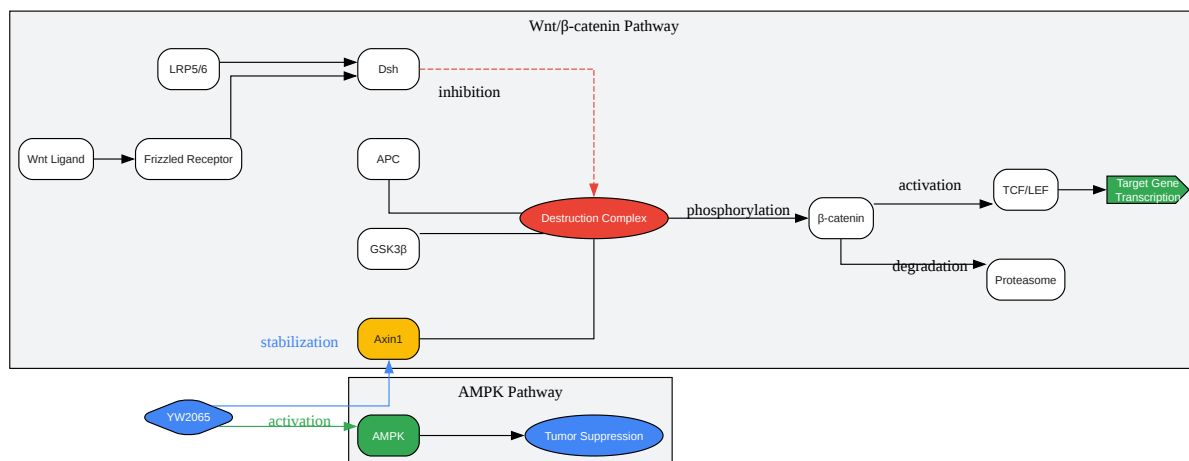 Wnt/β-catenin Pathway
LRP5/6
Dsh
inhibition
Wnt Ligand
Frizzled Receptor
APC
activation
TCF/LEF
Target Gene
Transcription
Destruction Complex
phosphorylation
β-catenin
GSK3β
degradation
Proteasome
stabilization
Axin1
AMPK Pathway
YW2065
activation
AMPK
Tumor Suppression